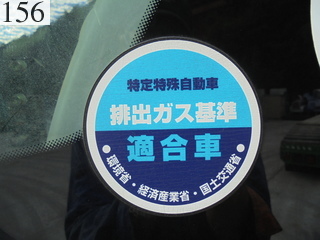 156
特定特殊自動車
排出ガス基準
適合車
・環境省・経済産業省・国土交通省・